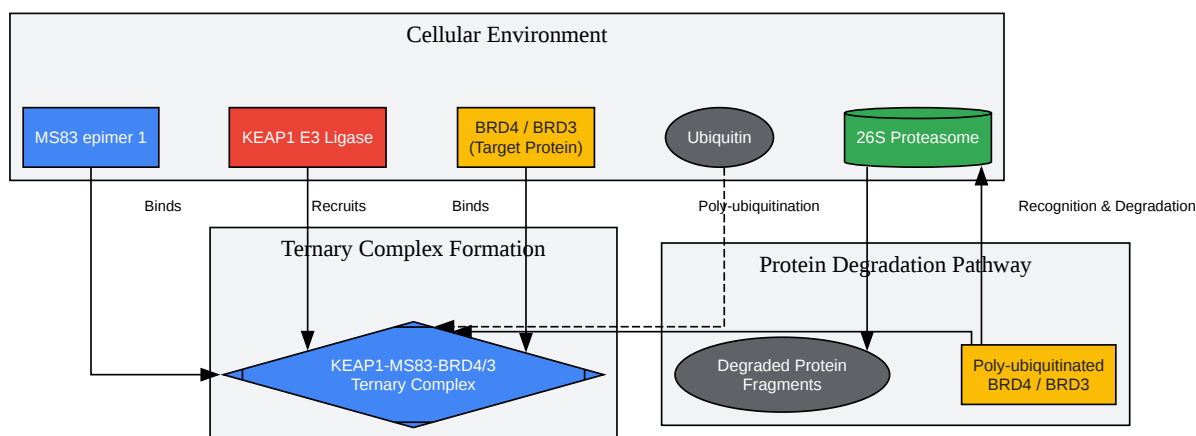 Cellular Environment
MS83 epimer 1
KEAP1 E3 Ligase
BRD4 / BRD3
(Target Protein)
Ubiquitin
26S Proteasome
Binds
Recruits
Binds
Poly-ubiquitination
Recognition & Degradation
Ternary Complex Formation
Protein Degradation Pathway
KEAP1-MS83-BRD4/3
Ternary Complex
Degraded Protein
Fragments
Poly-ubiquitinated
BRD4 / BRD3